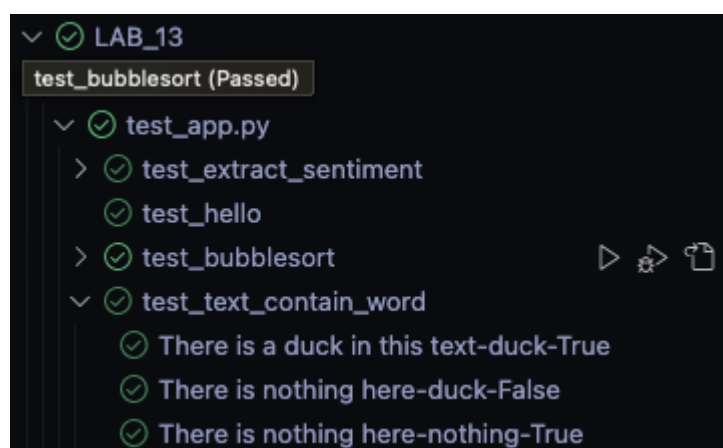 LAB_13
test_bubblesort (Passed)
test_app.py
test_extract_sentiment
test_hello
test_bubblesort
test_text_contain_word
There is a duck in this text-duck-True
There is nothing here-duck-False
There is nothing here-nothing-True